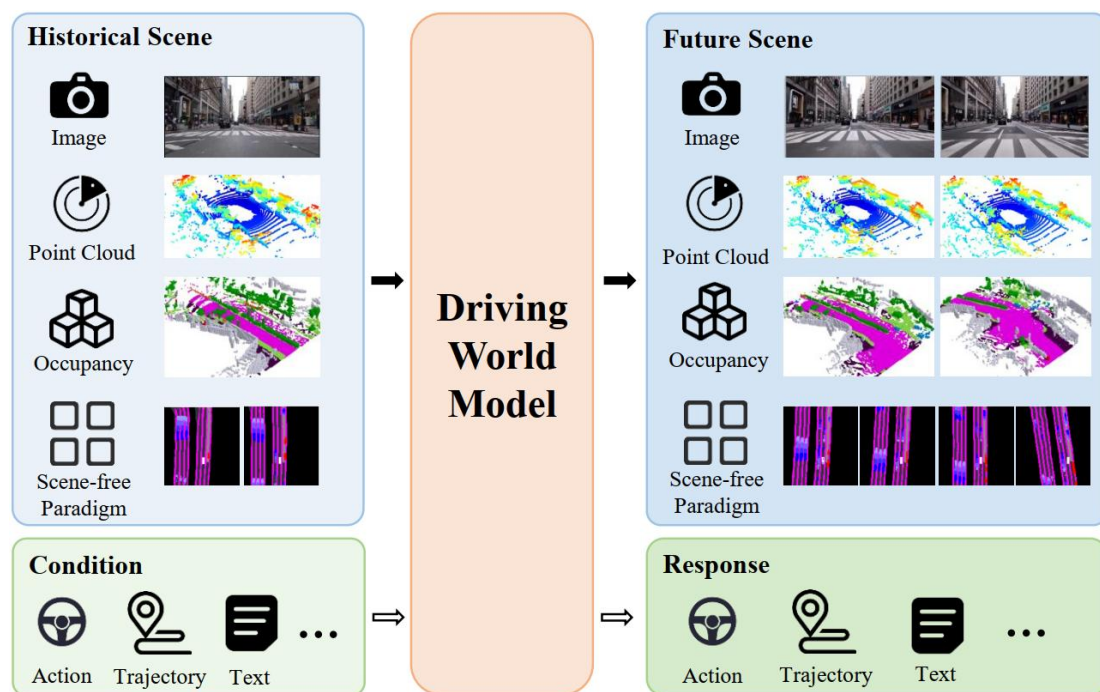 Historical Scene
Image
Point Cloud
Occupancy
Scene-free
Paradigm
Condition
Action
Trajectory
Text
...
Driving
World
Model
Future Scene
Image
Point Cloud
Occupancy
Scene-free
Paradigm
Response
Action
Trajectory
Text
...